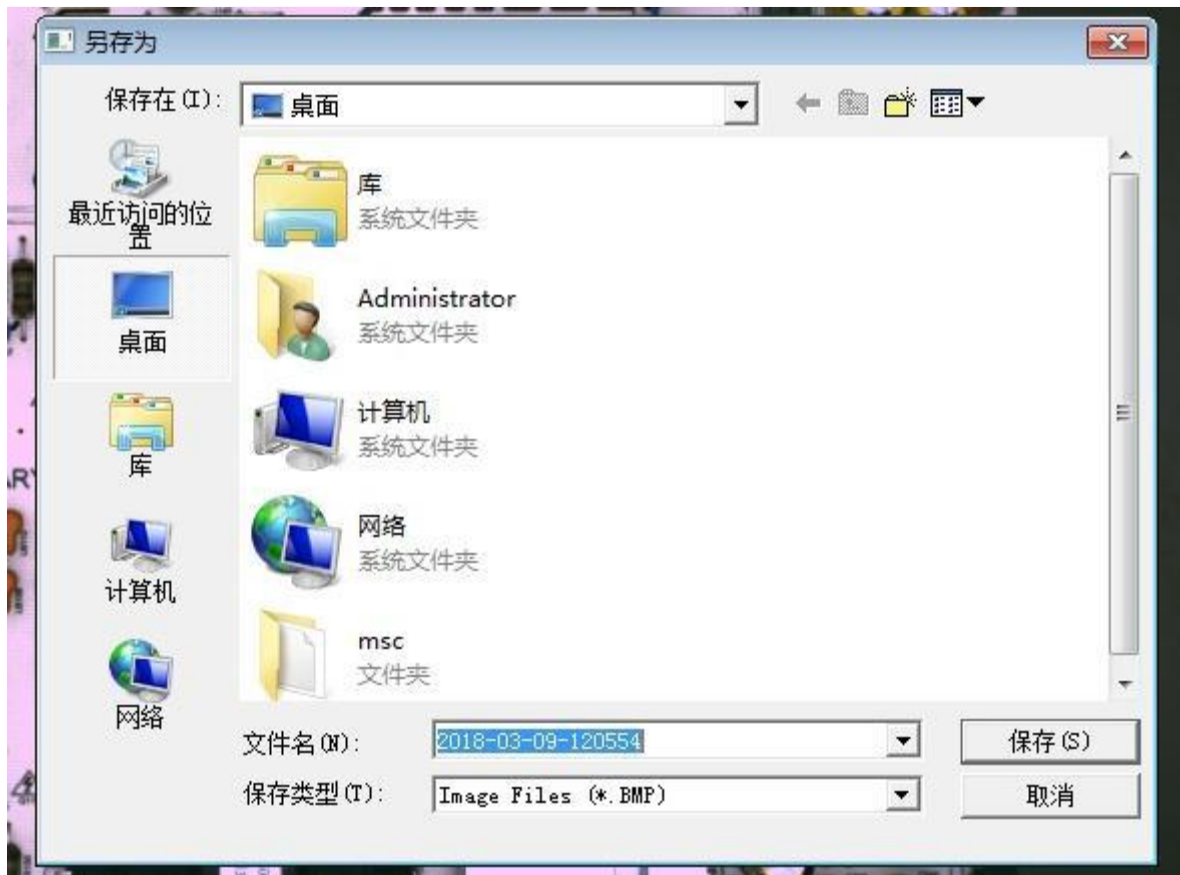 另存为
保存在(I):
桌面
最近访问的位
置
桌面
库
计算机
网络
库
系统文件夹
Administrator
系统文件夹
计算机
系统文件夹
网络
系统文件夹
msc
文件夹
文件名(N):
2018-03-09-120554
保存(S)
保存类型(T):
Image Files (*.BMP)
取消